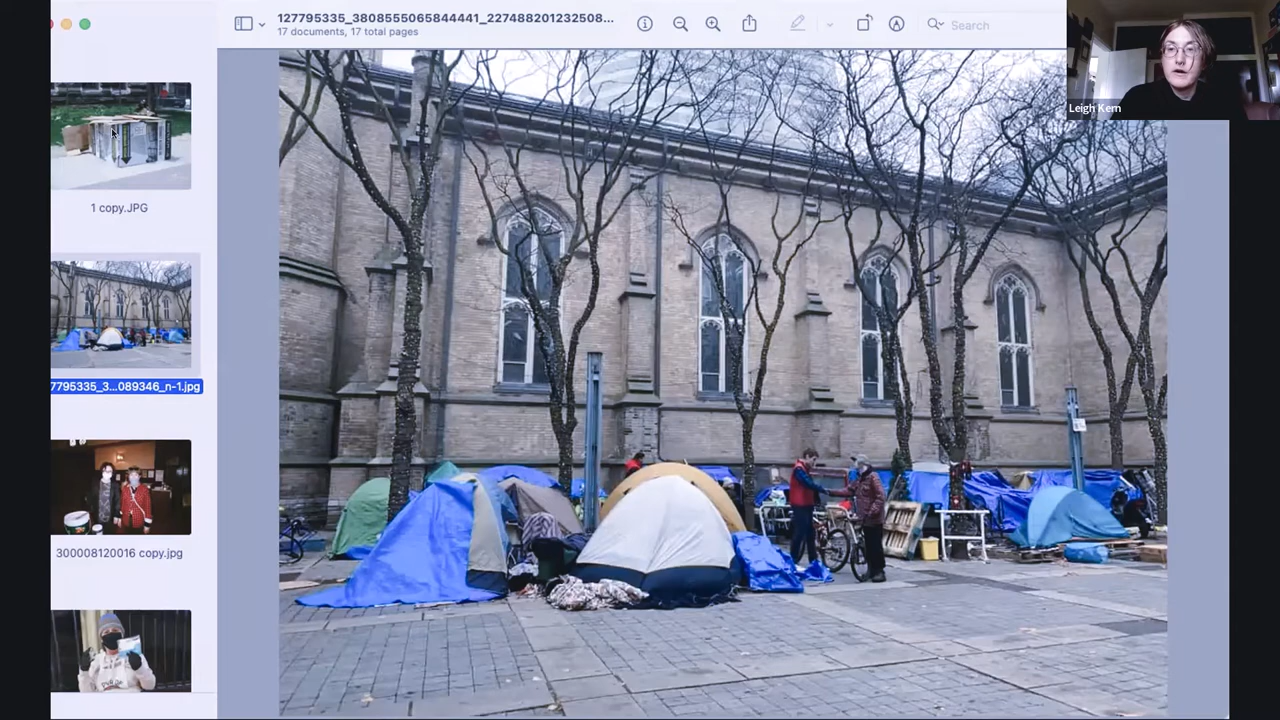 127795335_3808555065844441_227488201232508...
17 documents, 17 total pages
Search
Leigh Kern
1 copy.JPG
7795335_3...089346_n-1.jpg
300008120016 copy.jpg